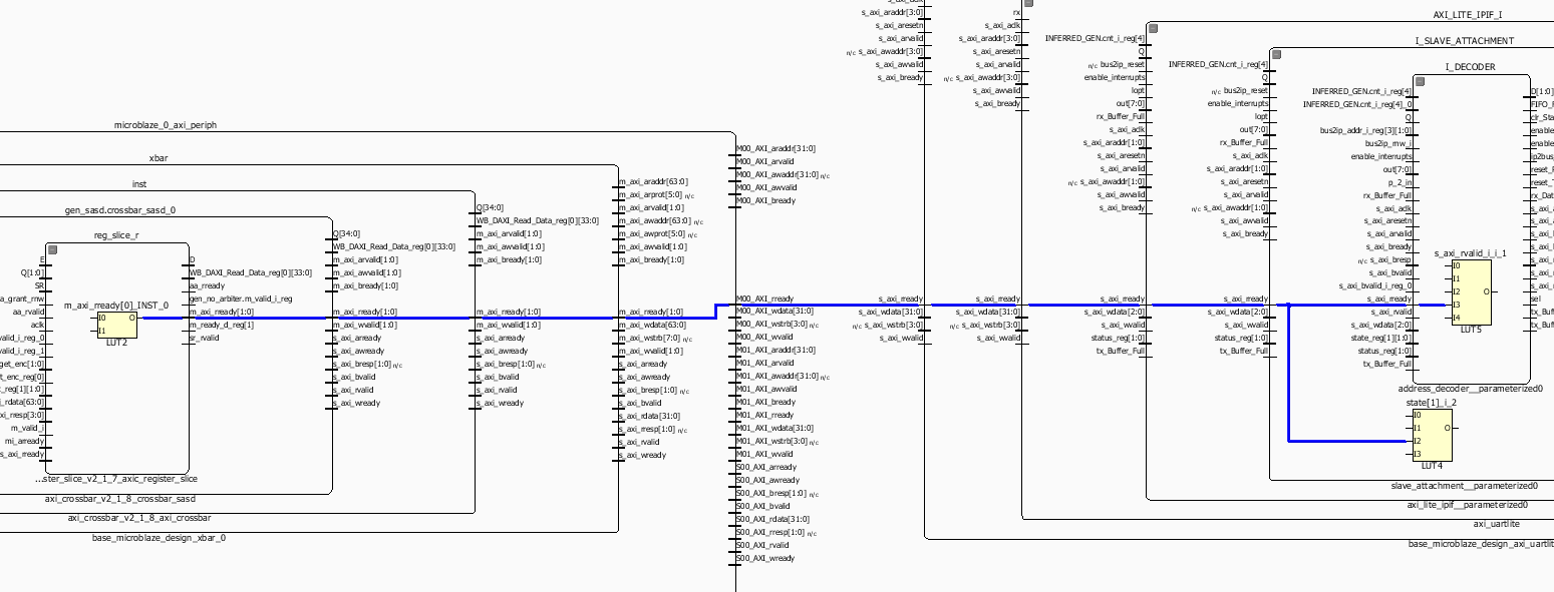 microblaze_0_axi_periph
xbar
inst
gen_sasd.crossbar_sasd_0
reg_slice_r
E
Q[1:0]
SR
a_grant_rnw
aa_rvalid
aclk
valid_i_reg_0
valid_i_reg_1
get_enc[1:0]
t_enc_reg[0]
t_reg[1][1:0]
i_rdata[63:0]
xi_rresp[3:0]
m_valid_i
mi_arready
s_axi_rready
m_axi_rready[0]_INST_0
I0
I1
O
LUT2
D
WB_DAXI_Read_Data_reg[0][33:0]
aa_rready
gen_no_arbiter.m_valid_i_reg
m_axi_rready[1:0]
m_ready_d_reg[1]
sr_rvalid
...ster_slice_v2_1_7_axic_register_slice
axi_crossbar_v2_1_8_crossbar_sasd
axi_crossbar_v2_1_8_axi_crossbar
base_microblaze_design_xbar_0
Q[34:0]
WB_DAXI_Read_Data_reg[0][33:0]
m_axi_arvalid[1:0]
m_axi_awvalid[1:0]
m_axi_bready[1:0]
m_axi_rready[1:0]
m_axi_wvalid[1:0]
s_axi_arready
s_axi_awready
s_axi_bresp[1:0] n/c
s_axi_bvalid
s_axi_rvalid
s_axi_wready
Q[34:0]
WB_DAXI_Read_Data_reg[0][33:0]
m_axi_arvalid[1:0]
m_axi_awvalid[1:0]
m_axi_bready[1:0]
m_axi_rready[1:0]
m_axi_wvalid[1:0]
s_axi_arready
s_axi_awready
s_axi_bresp[1:0] n/c
s_axi_bvalid
s_axi_rvalid
s_axi_wready
m_axi_araddr[63:0]
m_axi_arprot[5:0] n/c
m_axi_arvalid[1:0]
m_axi_awaddr[63:0] n/c
m_axi_awprot[5:0] n/c
m_axi_awvalid[1:0]
m_axi_bready[1:0]
m_axi_rready[1:0]
m_axi_wdata[63:0]
m_axi_wstrb[7:0] n/c
m_axi_wvalid[1:0]
s_axi_arready
s_axi_awready
s_axi_bresp[1:0] n/c
s_axi_bvalid
s_axi_rdata[31:0]
s_axi_rresp[1:0] n/c
s_axi_rvalid
s_axi_wready
M00_AXI_araddr[31:0]
M00_AXI_arvalid
M00_AXI_awaddr[31:0] n/c
M00_AXI_awvalid
M00_AXI_bready
M00_AXI_rready
M00_AXI_wdata[31:0]
M00_AXI_wstrb[3:0] n/c
M00_AXI_wvalid
M01_AXI_araddr[31:0]
M01_AXI_arvalid
M01_AXI_awaddr[31:0] n/c
M01_AXI_awvalid
M01_AXI_bready
M01_AXI_rready
M01_AXI_wdata[31:0]
M01_AXI_wstrb[3:0] n/c
M01_AXI_wvalid
S00_AXI_arready
S00_AXI_awready
S00_AXI_bresp[1:0] n/c
S00_AXI_bvalid
S00_AXI_rdata[31:0]
S00_AXI_rresp[1:0] n/c
S00_AXI_rvalid
S00_AXI_wready
s_axi_araddr[3:0]
s_axi_aresetn
s_axi_arvalid
n/c s_axi_awaddr[3:0]
s_axi_awvalid
s_axi_bready
s_axi_rready
s_axi_wdata[31:0]
n/c s_axi_wstrb[3:0]
s_axi_wvalid
rx
s_axi_aclk
s_axi_araddr[3:0]
s_axi_aresetn
s_axi_arvalid
n/c s_axi_awaddr[3:0]
s_axi_awvalid
s_axi_bready
s_axi_rready
s_axi_wdata[31:0]
n/c s_axi_wstrb[3:0]
s_axi_wvalid
AXI_LITE_IPIF_I
INFERRED_GEN.cnt_i_reg[4]
Q
n/c bus2ip_reset
enable_interrupts
lopt
out[7:0]
rx_Buffer_Full
s_axi_aclk
s_axi_araddr[1:0]
s_axi_aresetn
s_axi_arvalid
n/c s_axi_awaddr[1:0]
s_axi_awvalid
s_axi_bready
s_axi_rready
s_axi_wdata[2:0]
s_axi_wvalid
status_reg[1:0]
tx_Buffer_Full
I_SLAVE_ATTACHMENT
INFERRED_GEN.cnt_i_reg[4]
Q
n/c bus2ip_reset
enable_interrupts
lopt
out[7:0]
rx_Buffer_Full
s_axi_aclk
s_axi_araddr[1:0]
s_axi_aresetn
s_axi_arvalid
n/c s_axi_awaddr[1:0]
s_axi_awvalid
s_axi_bready
s_axi_rready
s_axi_wdata[2:0]
s_axi_wvalid
status_reg[1:0]
tx_Buffer_Full
I_DECODER
INFERRED_GEN.cnt_i_reg[4]
INFERRED_GEN.cnt_i_reg[4]_0
Q
bus2ip_addr_i_reg[3][1:0]
bus2ip_rnw_i
enable_interrupts
out[7:0]
p_2_in
rx_Buffer_Full
s_axi_aclk
s_axi_aresetn
s_axi_arvalid
s_axi_bready
n/c s_axi_bresp
s_axi_bvalid
s_axi_bvalid_i_reg_0
s_axi_rready
s_axi_rvalid
s_axi_wdata[2:0]
state_reg[1][1:0]
status_reg[1:0]
tx_Buffer_Full
s_axi_rvalid_i_i_1
I0
I1
I2
I3
I4
O
LUT5
D[1:0]
FIFO_
clr_Sta
enable
enable
ip2bus_
reset_
reset_T
rx_Dat
s_axi_
s_axi_
s_axi_
s_axi_
s_axi_
s_axi_
s_axi_
sel
tx_Buf
tx_Buf
address_decoder__parameterized0
state[1]_i_2
I0
I1
I2
I3
O
LUT4
slave_attachment__parameterized0
axi_lite_ipif__parameterized0
axi_uartlite
base_microblaze_design_axi_uartlit